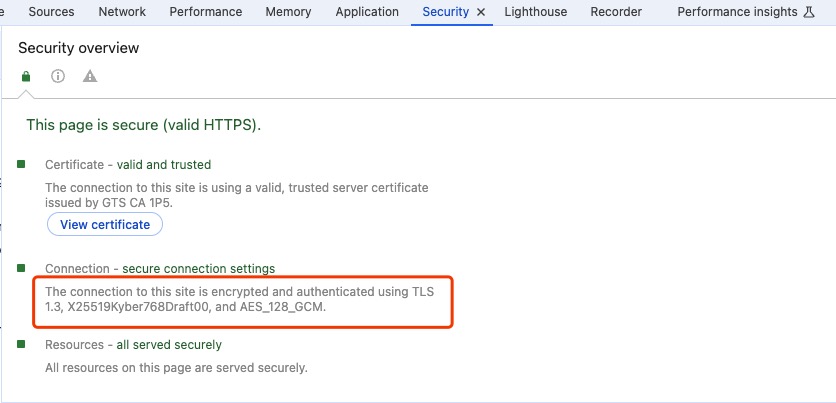 Sources Network Performance Memory Application Security × Lighthouse Recorder Performance insights
Security overview
This page is secure (valid HTTPS).
Certificate - valid and trusted
The connection to this site is using a valid, trusted server certificate
issued by GTS CA 1P5.
View certificate
Connection - secure connection settings
The connection to this site is encrypted and authenticated using TLS
1.3, X25519Kyber768Draft00, and AES_128_GCM.
Resources - all served securely
All resources on this page are served securely.